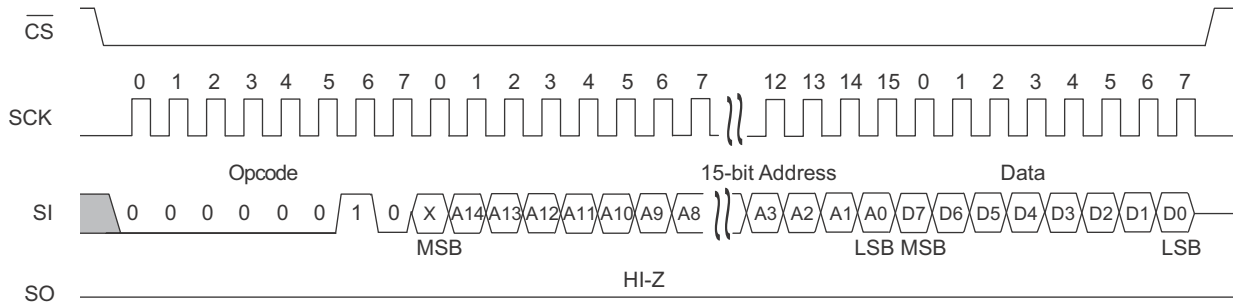 CS
0 1 2 3 4 5 6 7 0 1 2 3 4 5 6 7 12 13 14 15 0 1 2 3 4 5 6 7
SCK
Opcode 15-bit Address Data
SI 0 0 0 0 0 0 1 0 X A14 A13 A12 A11 A10 A9 A8 A3 A2 A1 A0 D7 D6 D5 D4 D3 D2 D1 D0
MSB LSB MSB LSB
HI-Z
SO